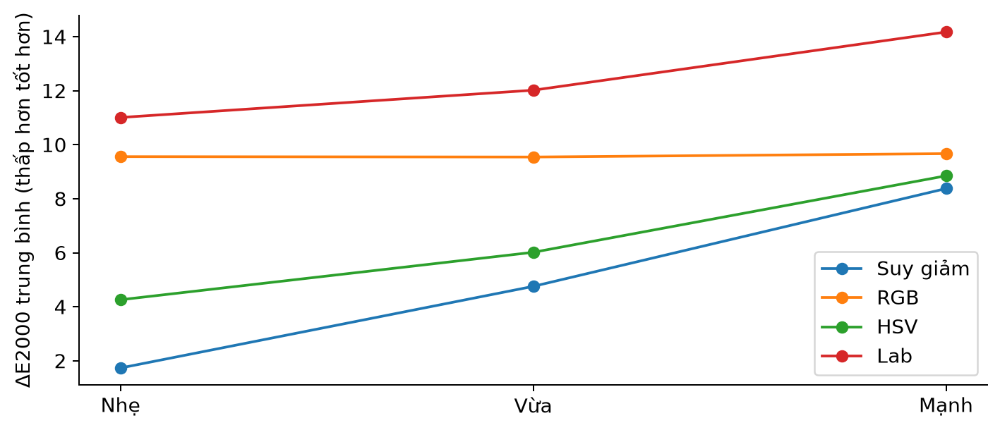 ΔE2000 trung bình (thấp hơn tốt hơn)
14
12
10
8
6
4
2
Nhẹ
Vừa
Mạnh
Suy giảm
RGB
HSV
Lab